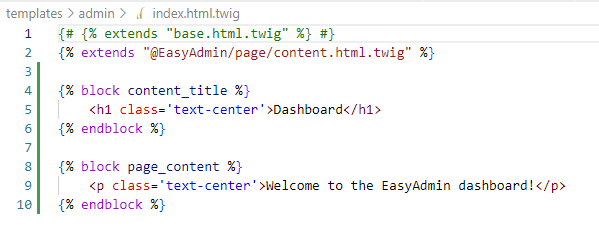 templates > admin > index.html.twig
1 {# {% extends "base.html.twig" %} #}
2 {% extends "@EasyAdmin/page/content.html.twig" %}
3
4 {% block content_title %}
5     <h1 class='text-center'>Dashboard</h1>
6 {% endblock %}
7
8 {% block page_content %}
9     <p class='text-center'>Welcome to the EasyAdmin dashboard!</p>
10 {% endblock %}